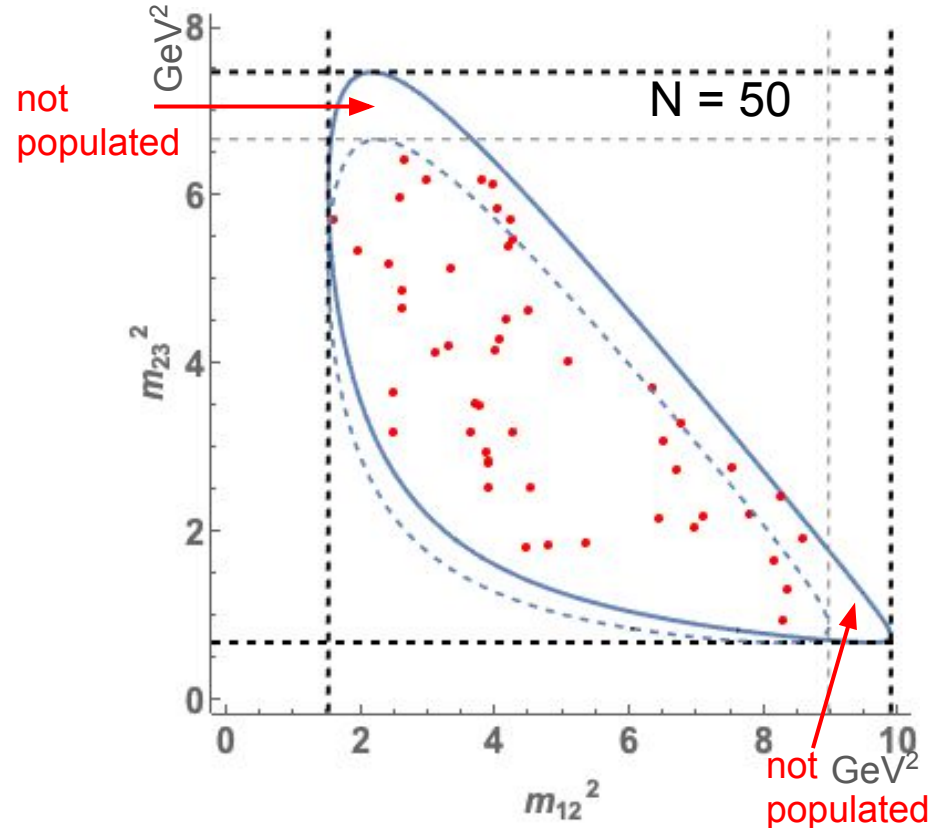 8
GeV²
N = 50
not
populated
6
m₂₃²
4
2
0
0 2 4 6 8 10
not GeV²
populated
m₁₂²